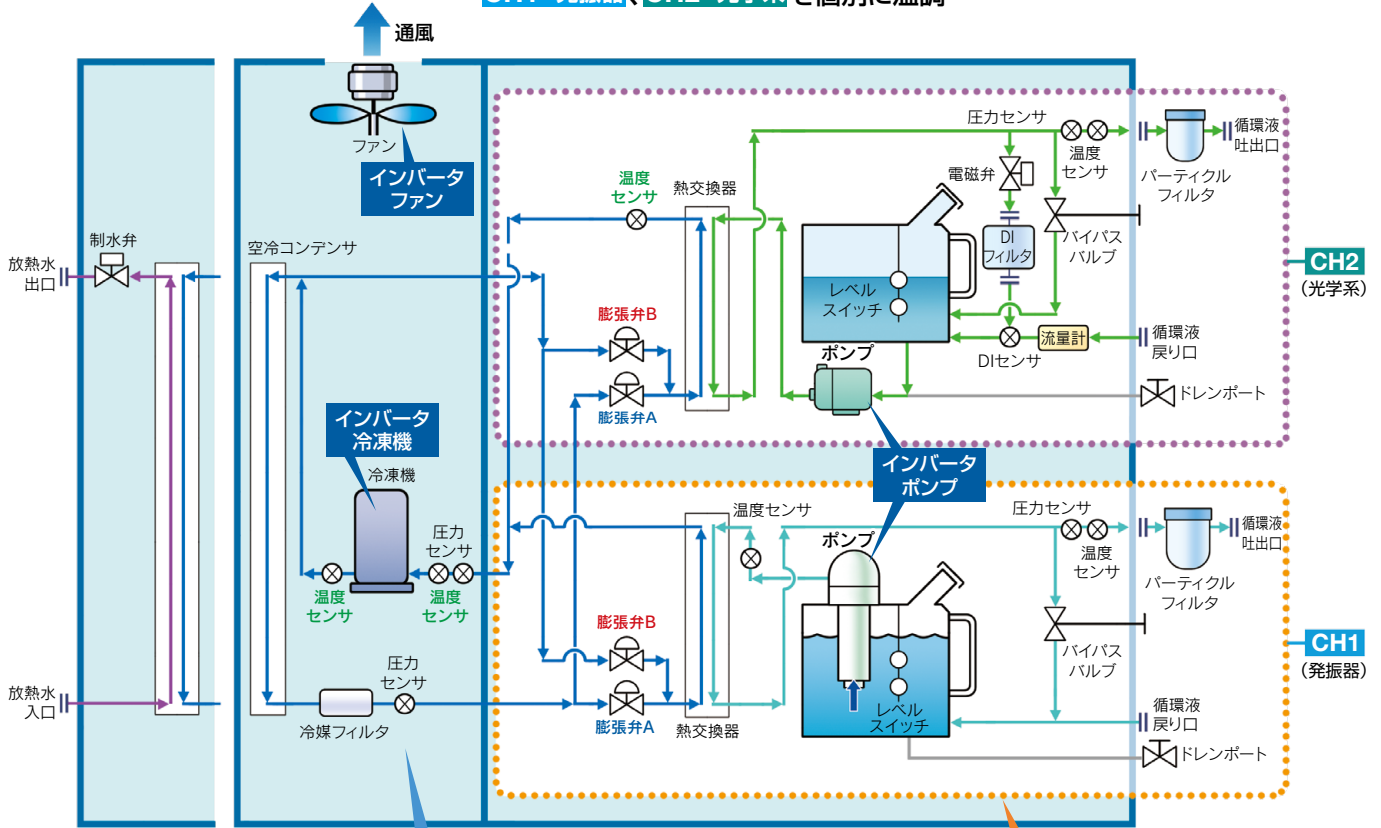 を個別に温調
通風
ファン
インバータ
ファン
制水弁
放熱水
出口
空冷コンデンサ
温度
センサ
熱交換器
圧力センサ
温度
センサ
電磁弁
DI
フィルタ
バイパス
バルブ
パーティクル
フィルタ
循環液
吐出口
レベル
スイッチ
CH2
(光学系)
膨張弁B
膨張弁A
ポンプ
DIセンサ
流量計
循環液
戻り口
ドレンポート
インバータ
冷凍機
冷凍機
インバータ
ポンプ
圧力
センサ
温度
センサ
温度
センサ
温度センサ
ポンプ
圧力センサ
温度
センサ
パーティクル
フィルタ
循環液
吐出口
膨張弁B
膨張弁A
熱交換器
レベル
スイッチ
バイパス
バルブ
CH1
(発振器)
循環液
戻り口
ドレンポート
放熱水
入口
冷媒フィルタ
圧力
センサ